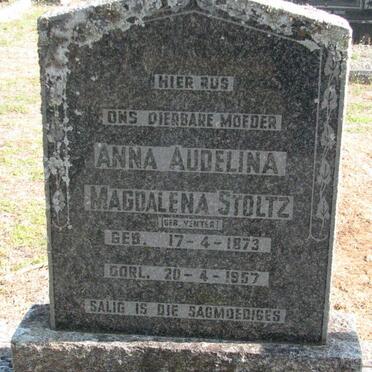 HIER RUS
ONS DIERBARE MOEDER
ANNA AUDELINA
MAGDALENA STOLTZ
(GEB. VENTER)
GEB. 17-4-1873
OORL. 20-4-1957
SALIG IS DIE SAGMOEDIGES